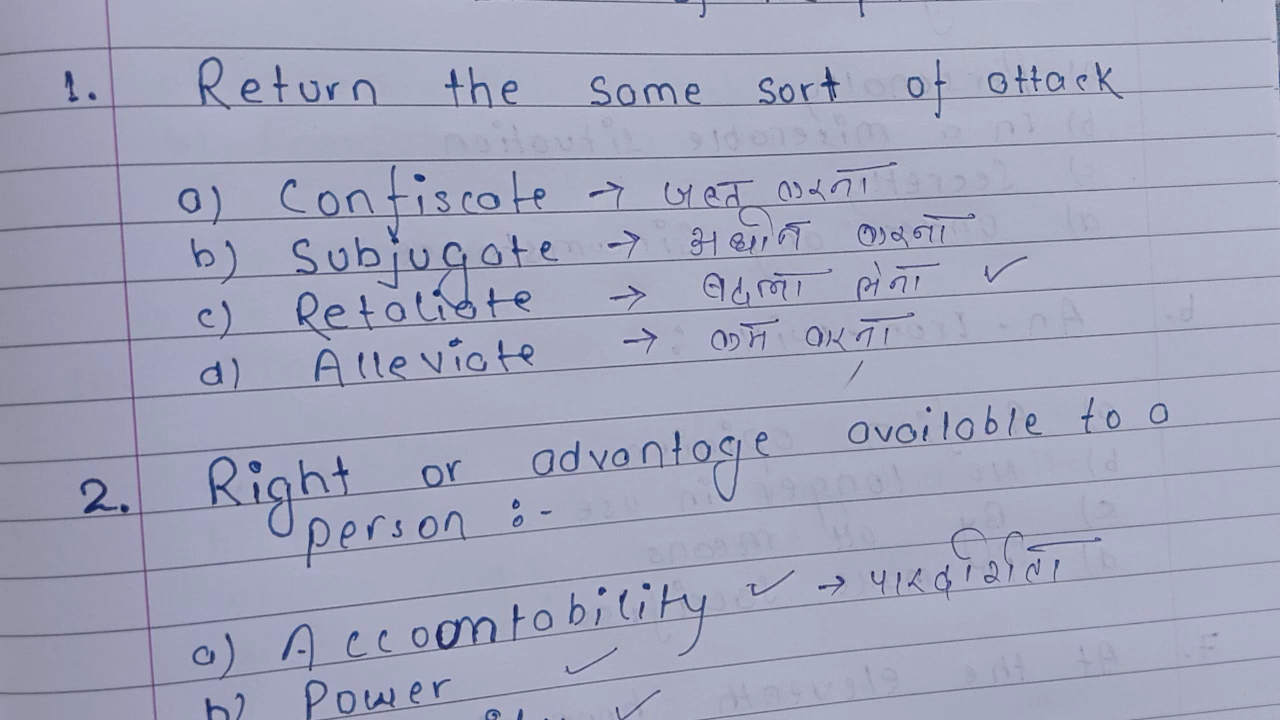 1. Return the same sort of attack
a) Confiscate → जब्त करना
b) Subjugate → अधीन करना
c) Retaliate → बदला लेना ✓
d) Alleviate → कम करना
2. Right or advantage available to a
person :-
a) Accountability ✓ → पारदर्शिता
b) Power ✓